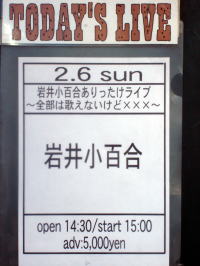 TODAY'S LIVE
2.6 sun
岩井小百合ありったけライブ
～全部は歌えないけど×××～
岩井小百合
open 14:30/start 15:00
adv:5,000yen